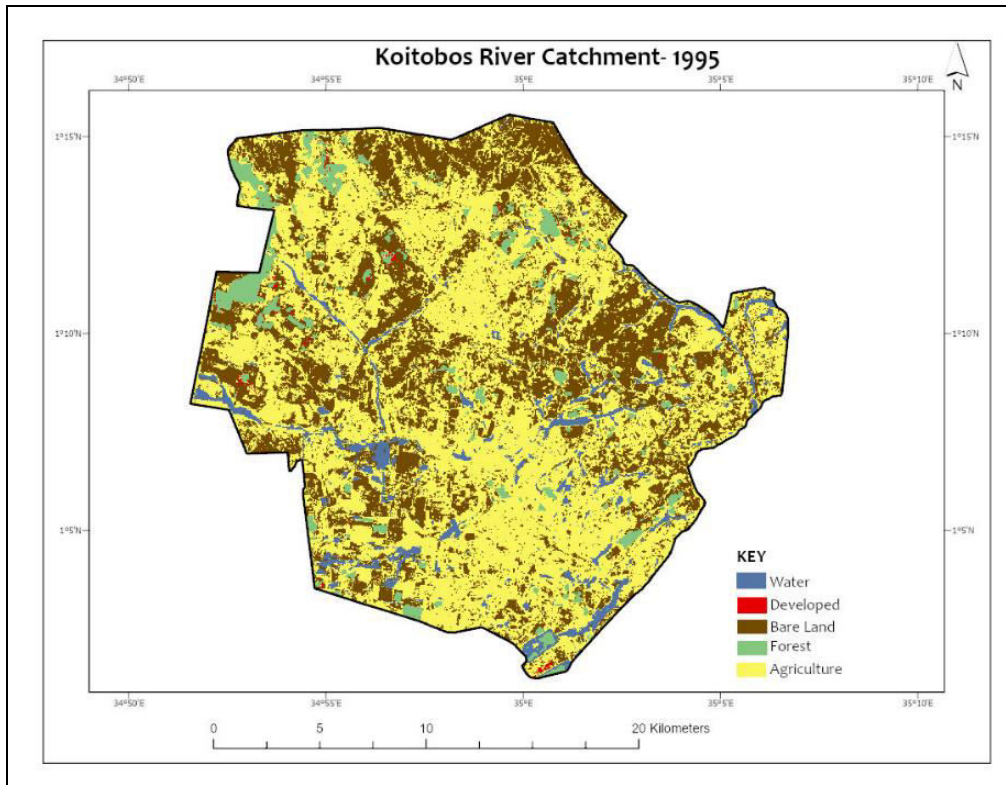 Koitobos River Catchment- 1995
N
34°50'E 34°55'E 35°E 35°5'E 35°10'E
1°15'N 1°15'N
1°10'N 1°10'N
1°5'N 1°5'N
KEY
Water
Developed
Bare Land
Forest
Agriculture
34°50'E 34°55'E 35°E 35°5'E 35°10'E
0 5 10 20 Kilometers